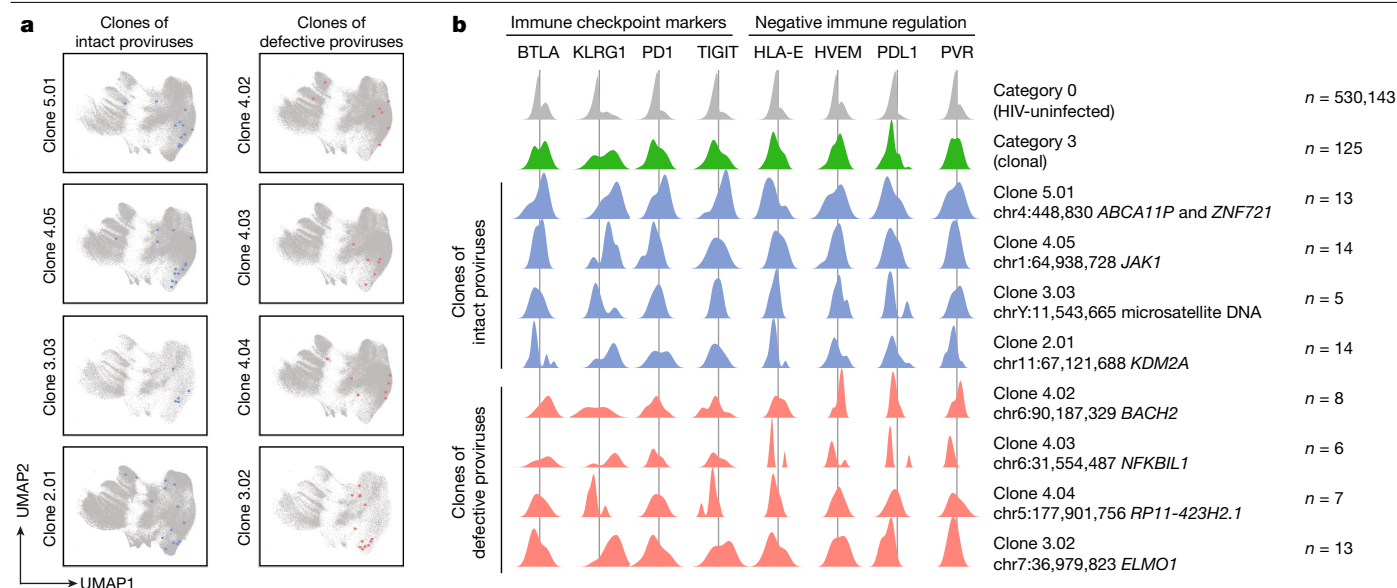 a
Clones of
intact proviruses
Clones of
defective proviruses
Clone 5.01
Clone 4.05
Clone 3.03
Clone 2.01
Clone 4.02
Clone 4.03
Clone 4.04
Clone 3.02
UMAP2
UMAP1
b
Immune checkpoint markers
Negative immune regulation
BTLA KLRG1 PD1 TIGIT HLA-E HVEM PDL1 PVR
Clones of
intact proviruses
Clones of
defective proviruses
Category 0
(HIV-uninfected)
n = 530,143
Category 3
(clonal)
n = 125
Clone 5.01
chr4:448,830 ABCA11P and ZNF721
n = 13
Clone 4.05
chr1:64,938,728 JAK1
n = 14
Clone 3.03
chrY:11,543,665 microsatellite DNA
n = 5
Clone 2.01
chr11:67,121,688 KDM2A
n = 14
Clone 4.02
chr6:90,187,329 BACH2
n = 8
Clone 4.03
chr6:31,554,487 NFKBIL1
n = 6
Clone 4.04
chr5:177,901,756 RP11-423H2.1
n = 7
Clone 3.02
chr7:36,979,823 ELMO1
n = 13